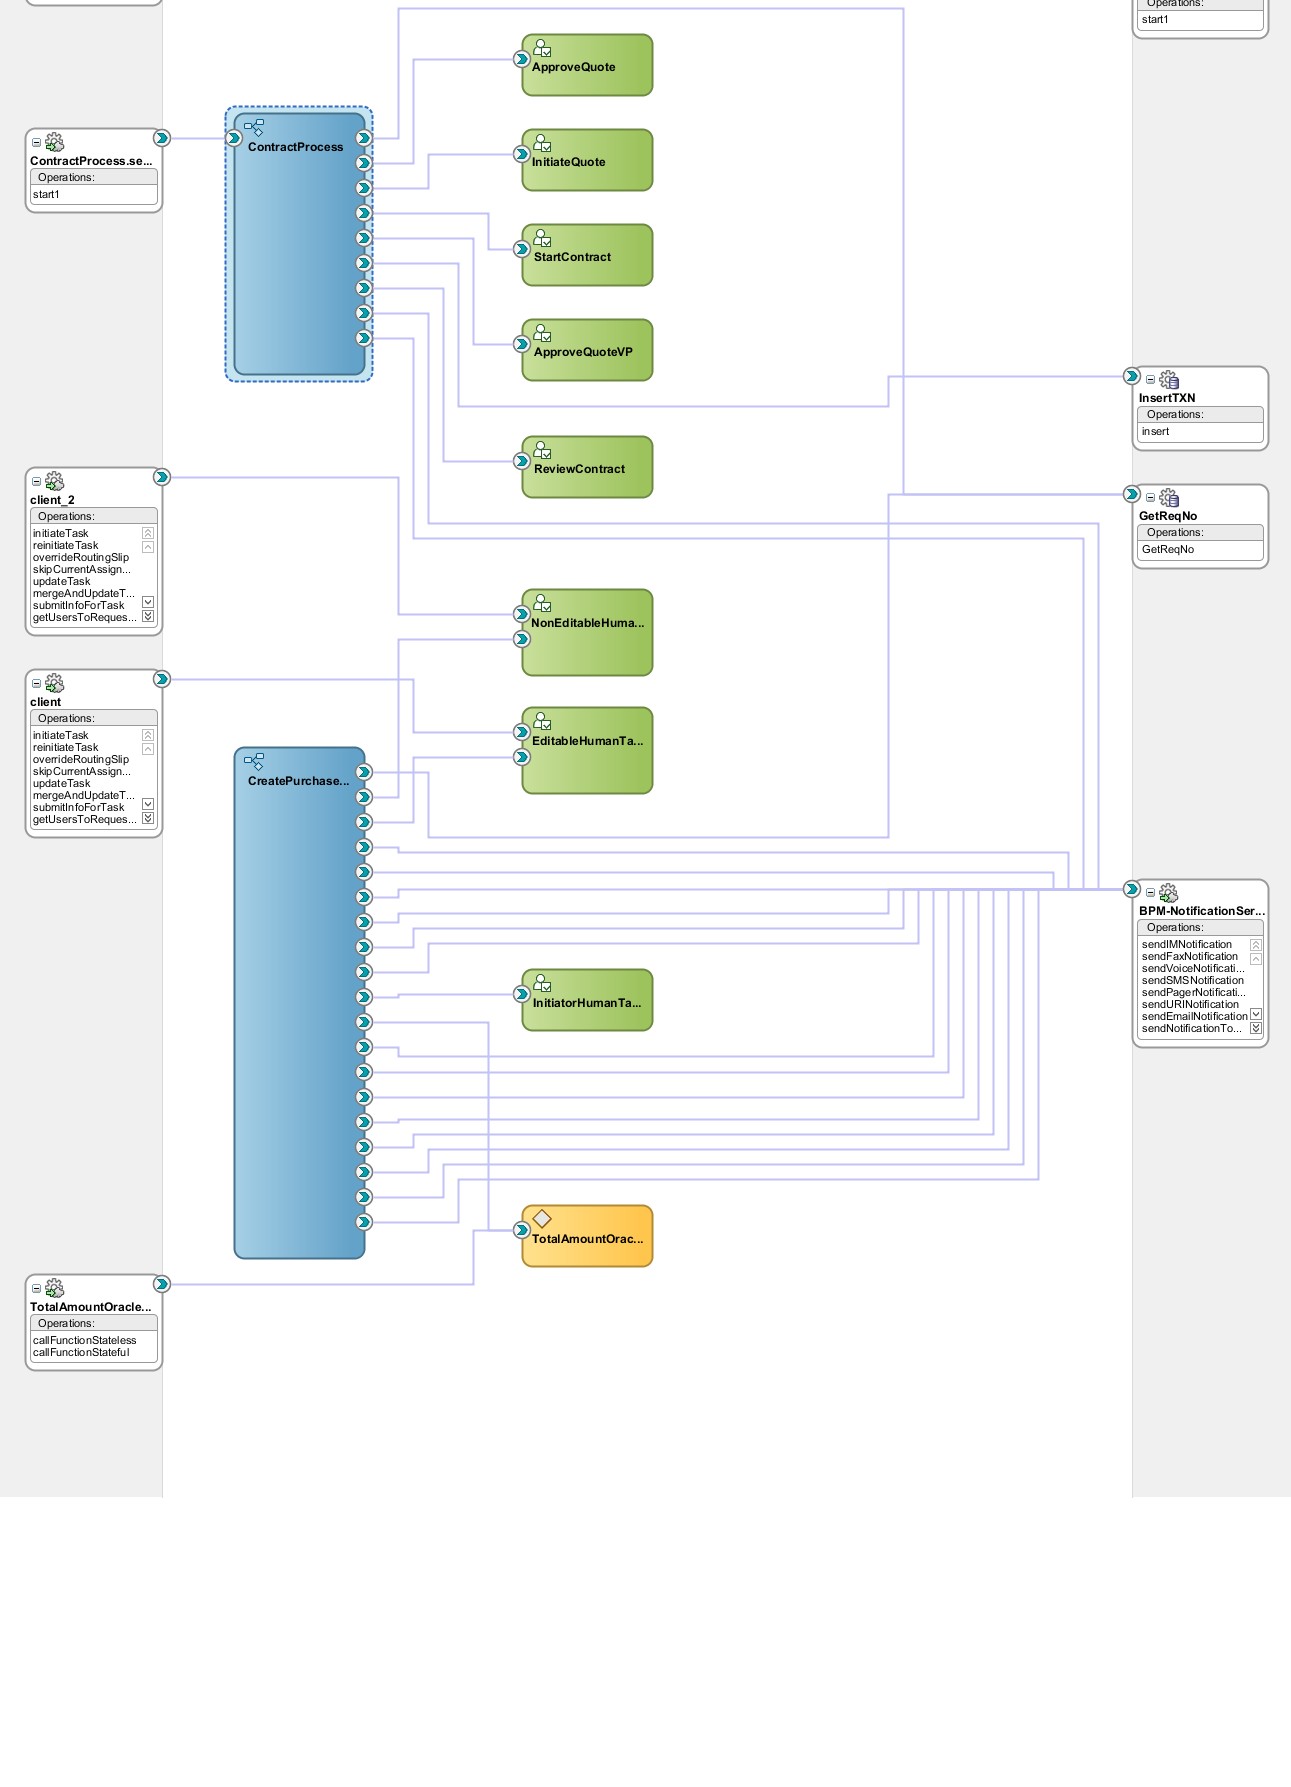 Operations:
start1
ApproveQuote
ContractProcess
InitiateQuote
ContractProcess.se...
Operations:
start1
StartContract
ApproveQuoteVP
InsertTXN
Operations:
insert
ReviewContract
client_2
Operations:
initiateTask
reinitiateTask
overrideRoutingSlip
skipCurrentAssign...
updateTask
mergeAndUpdateT...
submitInfoForTask
getUsersToReques...
GetReqNo
Operations:
GetReqNo
NonEditableHuma...
client
Operations:
initiateTask
reinitiateTask
overrideRoutingSlip
skipCurrentAssign...
updateTask
mergeAndUpdateT...
submitInfoForTask
getUsersToReques...
EditableHumanTa...
CreatePurchase...
BPM-NotificationSer...
Operations:
sendIMNotification
sendFaxNotification
sendVoiceNotificati...
sendSMSNotification
sendPagerNotificati...
sendURINotification
sendEmailNotification
sendNotificationTo...
InitiatorHumanTa...
TotalAmountOrac...
TotalAmountOracle...
Operations:
callFunctionStateless
callFunctionStateful